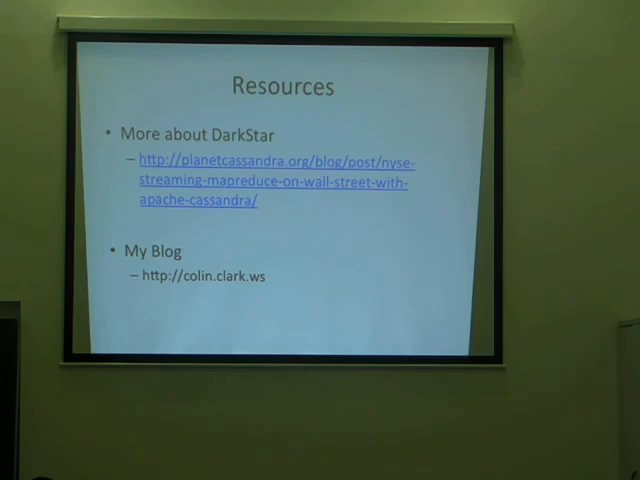 Resources
• More about DarkStar
– http://planetcassandra.org/blog/post/nyse-
streaming-mapreduce-on-wall-street-with-
apache-cassandra/
• My Blog
– http://colin.clark.ws